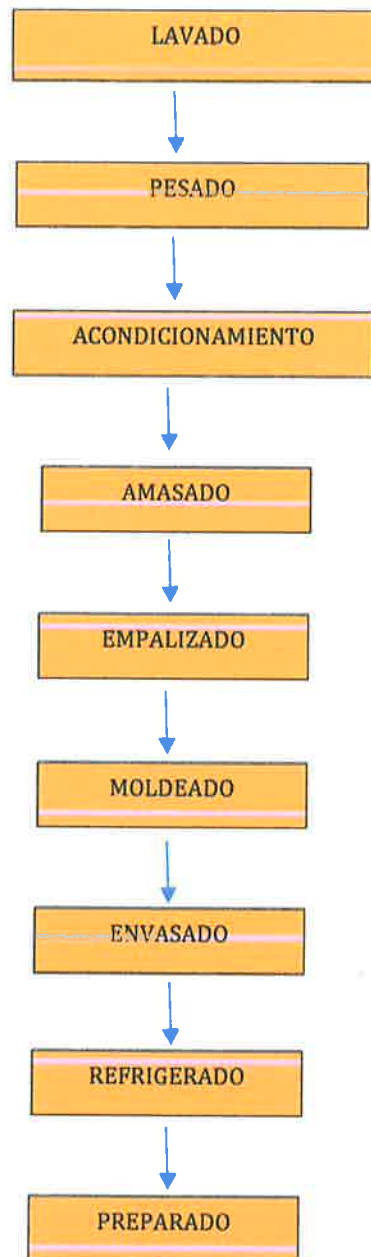 LAVADO
PESADO
ACONDICIONAMIENTO
AMASADO
EMPALIZADO
MOLDEADO
ENVASADO
REFRIGERADO
PREPARADO